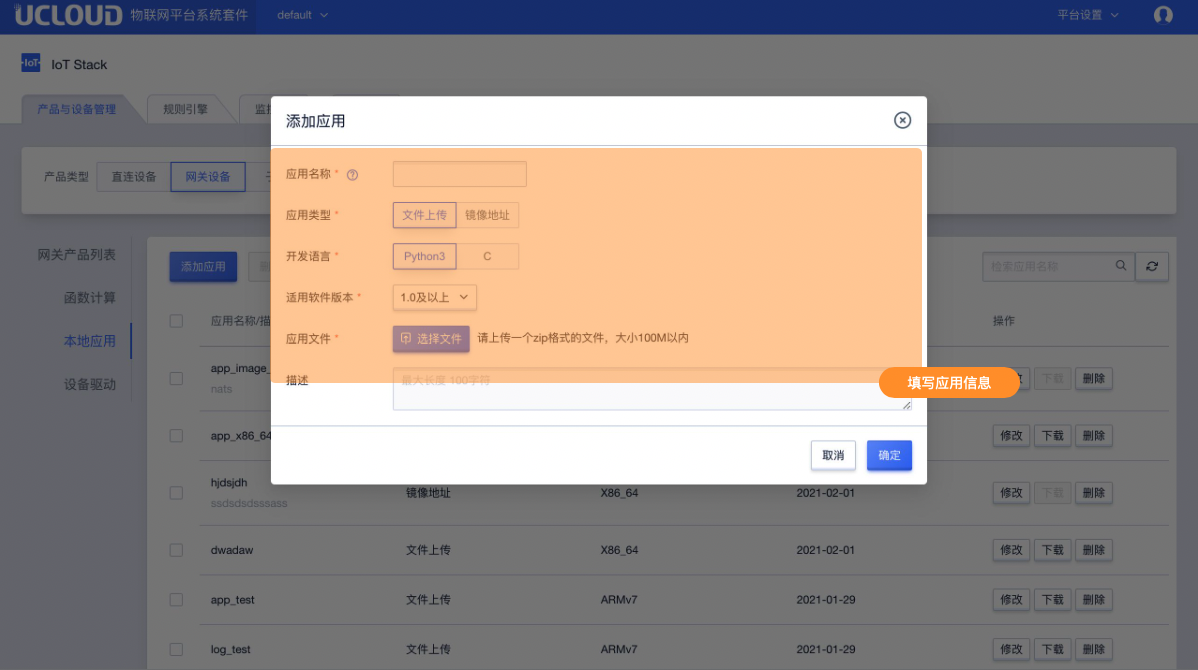 UCLOUD 物联网平台系统套件 default 平台设置
IoT IoT Stack
产品与设备管理 规则引擎
添加应用
产品类型 直连设备 网关设备
应用名称 *
应用类型 * 文件上传 镜像地址
网关产品列表
开发语言 * Python3 C
添加应用 检索应用名称
函数计算
适用软件版本 * 1.0及以上
应用名称/ 操作
本地应用
应用文件 * 选择文件 请上传一个zip格式的文件，大小100M以内
app_image_
nats
下载 删除
设备驱动
描述 最大长度 100字符
填写应用信息
app_x86_64 修改 下载 删除
取消 确定
hjdsjdh
ssdsdsdsssass
镜像地址 X86_64 2021-02-01 修改 下载 删除
dwadaw 文件上传 X86_64 2021-02-01 修改 下载 删除
app_test 文件上传 ARMv7 2021-01-29 修改 下载 删除
log_test 文件上传 ARMv7 2021-01-29 修改 下载 删除